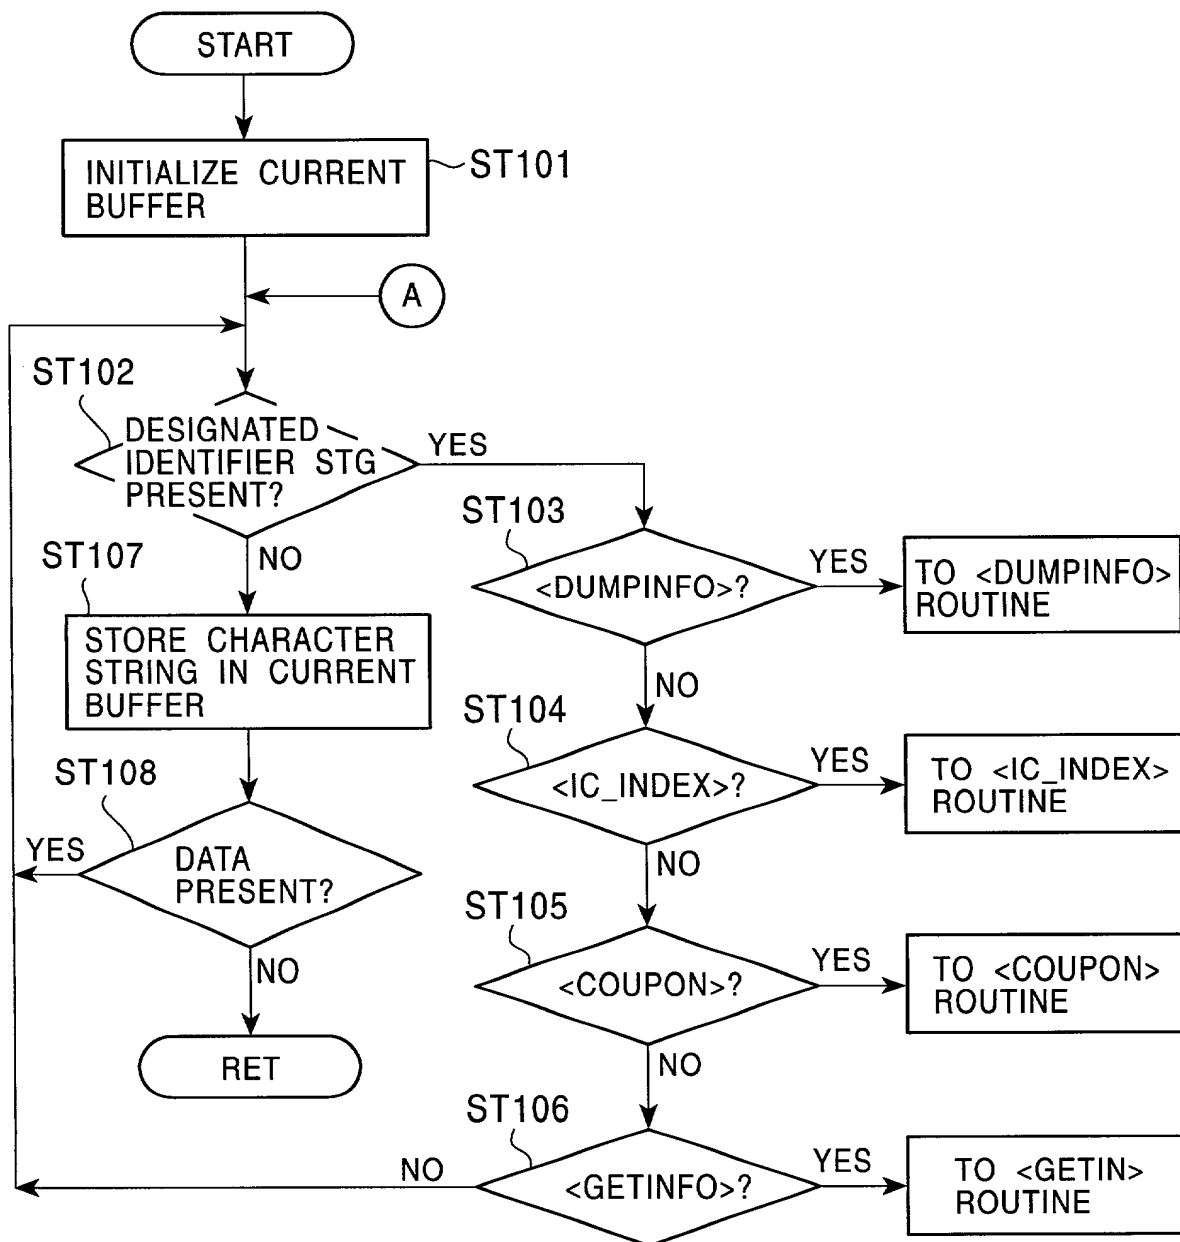 START
INITIALIZE CURRENT
BUFFER
ST101
A
ST102
DESIGNATED
IDENTIFIER STG
PRESENT?
YES
NO
ST103
<DUMPINFO>?
YES
TO <DUMPINFO>
ROUTINE
NO
ST107
STORE CHARACTER
STRING IN CURRENT
BUFFER
ST104
<IC_INDEX>?
YES
TO <IC_INDEX>
ROUTINE
NO
ST108
DATA
PRESENT?
YES
NO
RET
ST105
<COUPON>?
YES
TO <COUPON>
ROUTINE
NO
ST106
<GETINFO>?
NO
YES
TO <GETIN>
ROUTINE